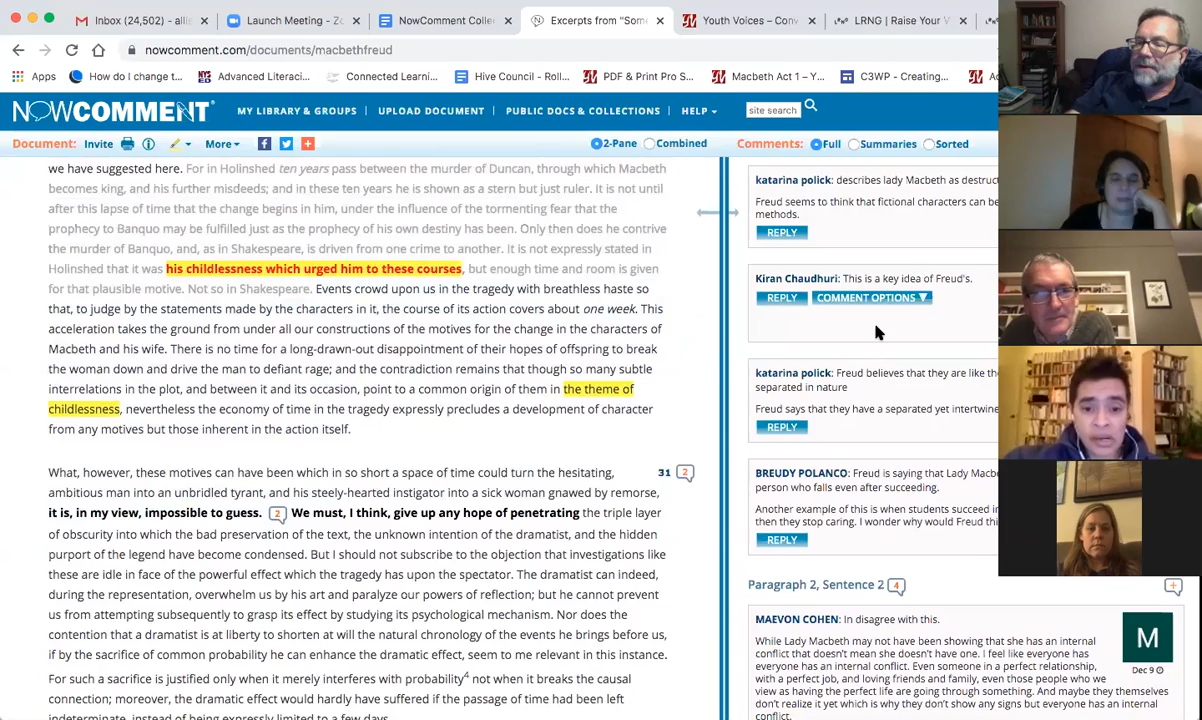 Inbox (24,502) - allis
Launch Meeting - Zo
NowComment Colle
Excerpts from "Som
Youth Voices – Conv
LRNG | Raise Your V
nowcomment.com/documents/macbethfreud
Apps
How do I change t...
Advanced Literaci...
Connected Learni...
Hive Council - Roll...
PDF & Print Pro S...
Macbeth Act 1 – Y...
C3WP - Creating...
NOWCOMMENT
MY LIBRARY & GROUPS | UPLOAD DOCUMENT | PUBLIC DOCS & COLLECTIONS | HELP
site search
Document: Invite More
2-Pane Combined
Comments: Full Summaries Sorted
we have suggested here. For in Holinshed ten years pass between the murder of Duncan, through which Macbeth
becomes king, and his further misdeeds; and in these ten years he is shown as a stern but just ruler. It is not until
after this lapse of time that the change begins in him, under the influence of the tormenting fear that the
prophecy to Banquo may be fulfilled just as the prophecy of his own destiny has been. Only then does he contrive
the murder of Banquo, and, as in Shakespeare, is driven from one crime to another. It is not expressly stated in
Holinshed that it was his childlessness which urged him to these courses, but enough time and room is given
for that plausible motive. Not so in Shakespeare. Events crowd upon us in the tragedy with breathless haste so
that, to judge by the statements made by the characters in it, the course of its action covers about one week. This
acceleration takes the ground from under all our constructions of the motives for the change in the characters of
Macbeth and his wife. There is no time for a long-drawn-out disappointment of their hopes of offspring to break
the woman down and drive the man to defiant rage; and the contradiction remains that though so many subtle
interrelations in the plot, and between it and its occasion, point to a common origin of them in the theme of
childlessness, nevertheless the economy of time in the tragedy expressly precludes a development of character
from any motives but those inherent in the action itself.
What, however, these motives can have been which in so short a space of time could turn the hesitating,
31 2
ambitious man into an unbridled tyrant, and his steely-hearted instigator into a sick woman gnawed by remorse,
it is, in my view, impossible to guess. 2 We must, I think, give up any hope of penetrating the triple layer
of obscurity into which the bad preservation of the text, the unknown intention of the dramatist, and the hidden
purport of the legend have become condensed. But I should not subscribe to the objection that investigations like
these are idle in face of the powerful effect which the tragedy has upon the spectator. The dramatist can indeed,
during the representation, overwhelm us by his art and paralyze our powers of reflection; but he cannot prevent
us from attempting subsequently to grasp its effect by studying its psychological mechanism. Nor does the
contention that a dramatist is at liberty to shorten at will the natural chronology of the events he brings before us,
if by the sacrifice of common probability he can enhance the dramatic effect, seem to me relevant in this instance.
For such a sacrifice is justified only when it merely interferes with probability4 not when it breaks the causal
connection; moreover, the dramatic effect would hardly have suffered if the passage of time had been left
indeterminate, instead of being expressly limited to a few days.
katarina polick: describes lady Macbeth as destruct
Freud seems to think that fictional characters can be
methods.
REPLY
Kiran Chaudhuri: This is a key idea of Freud's.
REPLY COMMENT OPTIONS
katarina polick: Freud believes that they are like the
separated in nature
Freud says that they have a separated yet intertwine
REPLY
BREUDY POLANCO: Freud is saying that Lady Macbe
person who falls even after succeeding.
Another example of this is when students succeed in
then they stop caring. I wonder why would Freud thi
REPLY
Paragraph 2, Sentence 2 4
MAEVON COHEN: In disagree with this.
While Lady Macbeth may not have been showing that she has an internal
conflict that doesn't mean she doesn't have one. I feel like everyone has
everyone has an internal conflict. Even someone in a perfect relationship,
with a perfect job, and loving friends and family, even those people who we
view as having the perfect life are going through something. And maybe they themselves
don't realize it yet which is why they don't show any signs but everyone has an internal
conflict.
M
Dec 9